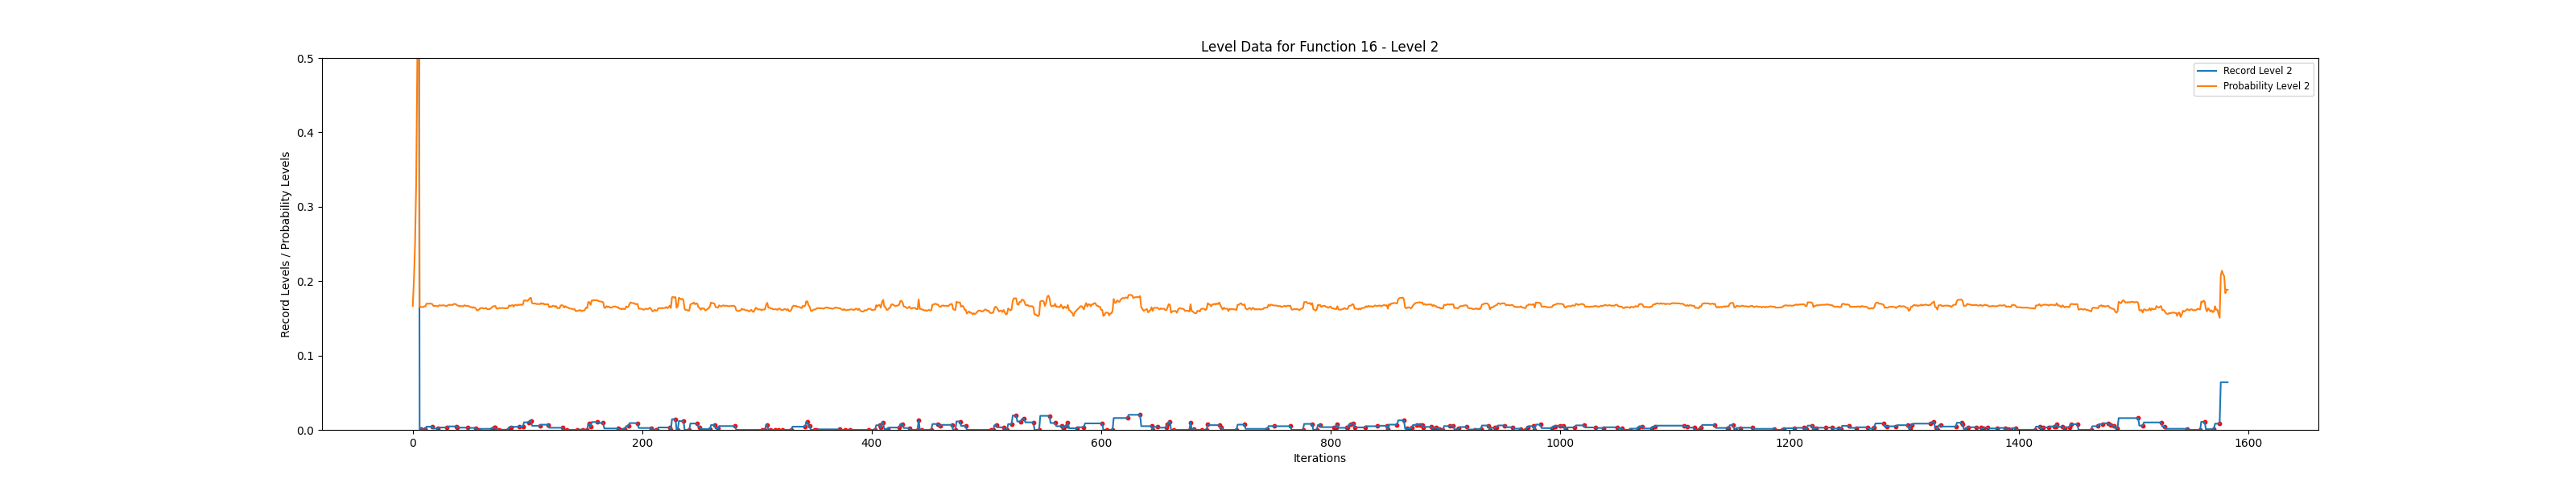 Level Data for Function 16 - Level 2
Record Level 2
Probability Level 2
Record Levels / Probability Levels
0.5
0.4
0.3
0.2
0.1
0.0
0 200 400 600 800 1000 1200 1400 1600
Iterations